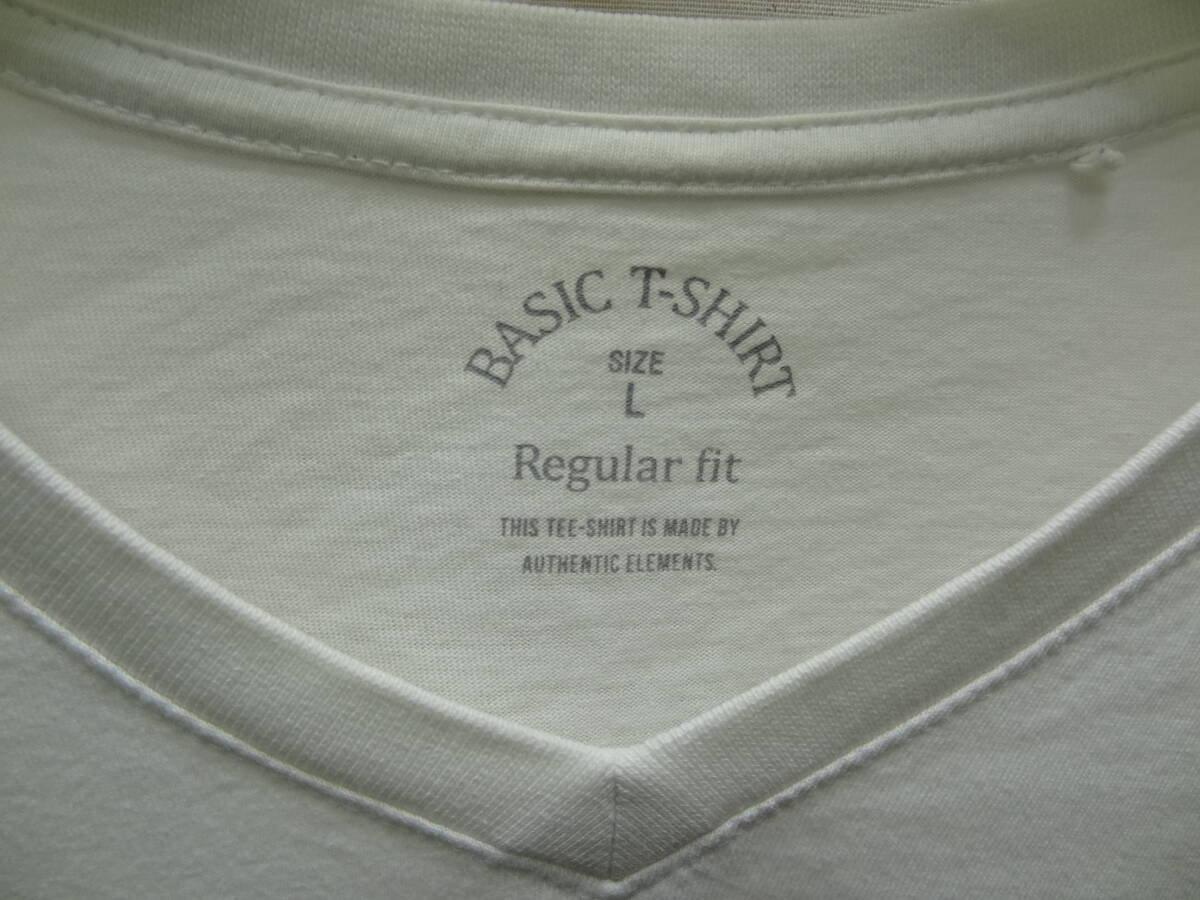 BASIC T-SHIRT
SIZE
L
Regular fit
THIS TEE-SHIRT IS MADE BY
AUTHENTIC ELEMENTS.